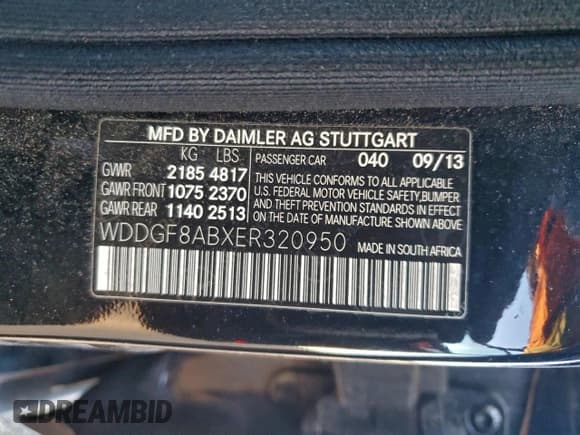 MFD BY DAIMLER AG STUTTGART
KG LBS PASSENGER CAR 040 09/13
GVWR 2185 4817
GAWR FRONT 1075 2370
GAWR REAR 1140 2513
THIS VEHICLE CONFORMS TO ALL APPLICABLE
U.S. FEDERAL MOTOR VEHICLE SAFETY,BUMPER
AND THEFT PREVENTION STANDARDS IN EFFECT
ON THE DATE OF MANUFACTURE SHOWN ABOVE
WDDGF8ABXER320950 MADE IN SOUTH AFRICA
DREAMBID